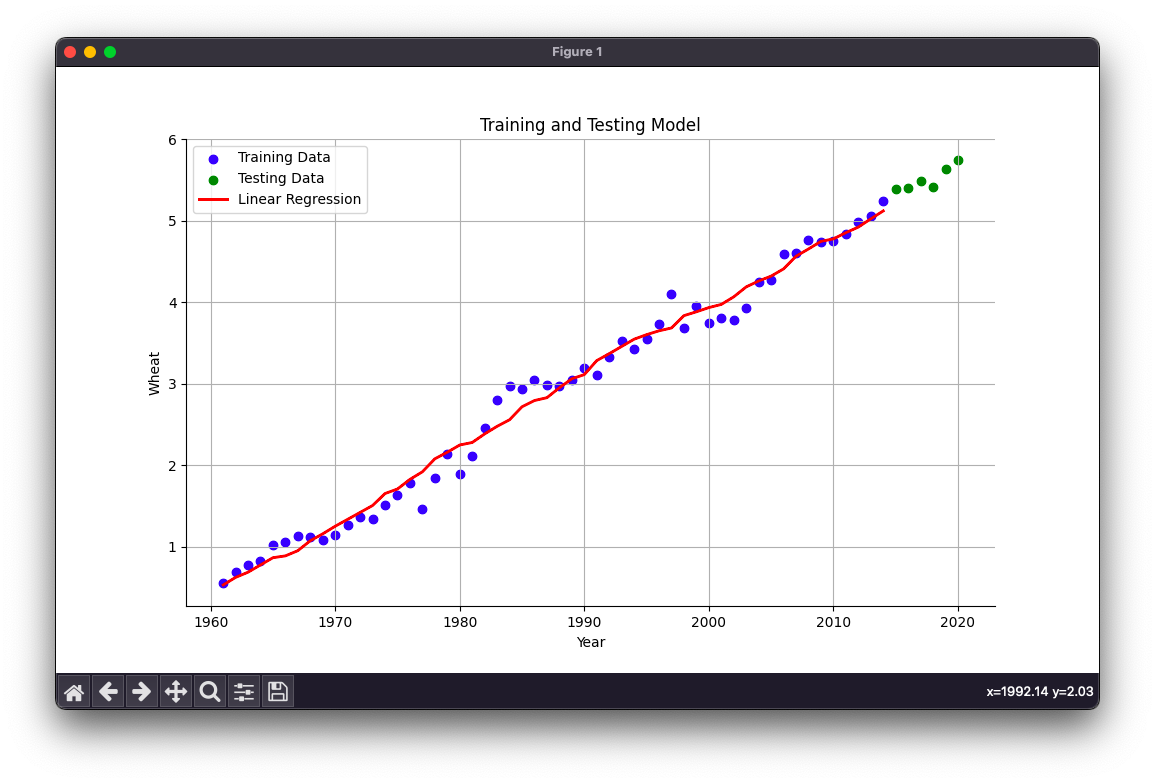 Figure 1
Training and Testing Model
Training Data
Testing Data
Linear Regression
6
5
4
3
2
1
Wheat
1960 1970 1980 1990 2000 2010 2020
Year
x=1992.14 y=2.03